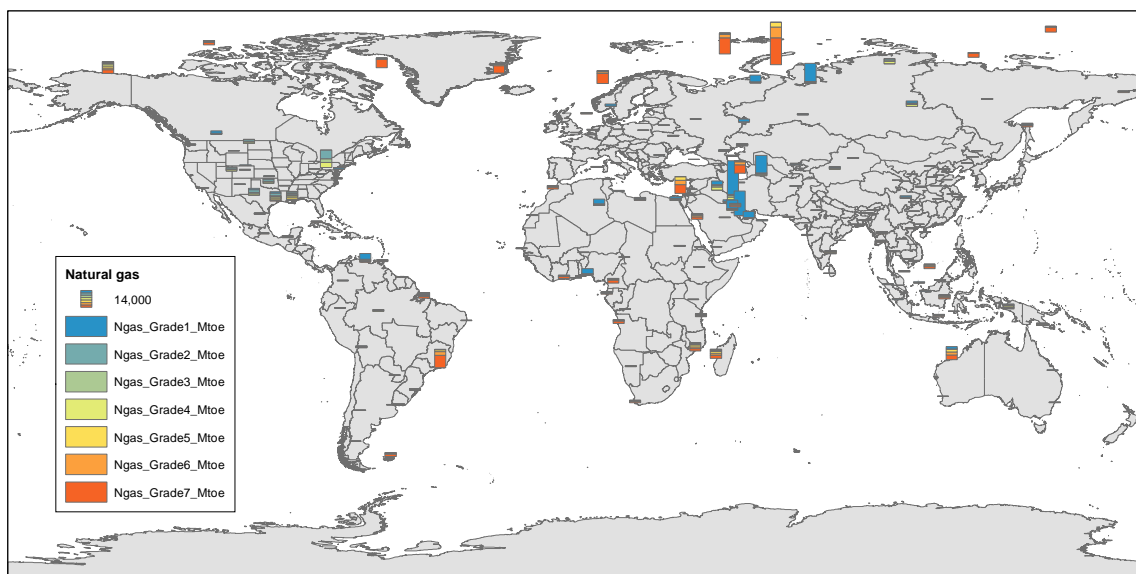 Natural gas
14,000
Ngas_Grade1_Mtoe
Ngas_Grade2_Mtoe
Ngas_Grade3_Mtoe
Ngas_Grade4_Mtoe
Ngas_Grade5_Mtoe
Ngas_Grade6_Mtoe
Ngas_Grade7_Mtoe